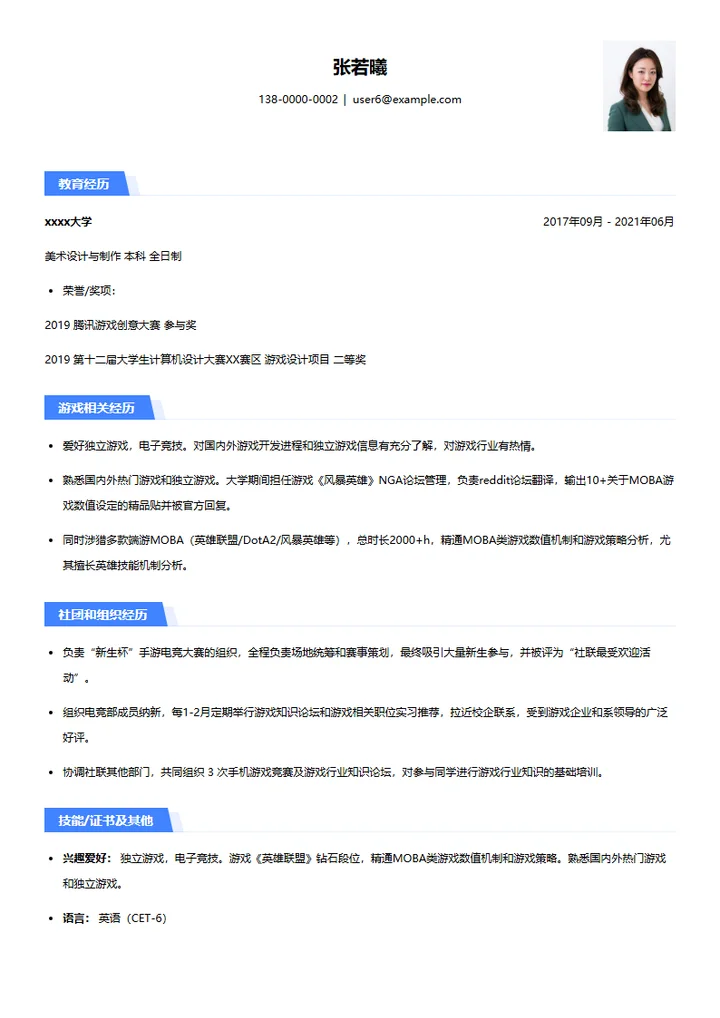 张若曦
138-0000-0002 | user6@example.com
教育经历
xxxx大学 2017年09月 - 2021年06月
美术设计与制作 本科 全日制
• 荣誉/奖项：
2019 腾讯游戏创意大赛 参与奖
2019 第十二届大学生计算机设计大赛XX赛区 游戏设计项目 二等奖
游戏相关经历
• 爱好独立游戏，电子竞技。对国内外游戏开发进程和独立游戏信息有充分了解，对游戏行业有热情。
• 熟悉国内外热门游戏和独立游戏。大学期间担任游戏《风暴英雄》NGA论坛管理，负责reddit论坛翻译，输出10+关于MOBA游
戏数值设定的精品贴并被官方回复。
• 同时涉猎多款端游MOBA（英雄联盟/DotA2/风暴英雄等），总时长2000+h，精通MOBA类游戏数值机制和游戏策略分析，尤
其擅长英雄技能机制分析。
社团和组织经历
• 负责“新生杯”手游电竞大赛的组织，全程负责场地统筹和赛事策划，最终吸引大量新生参与，并被评为“社联最受欢迎活
动”。
• 组织电竞部成员纳新，每1-2月定期举行游戏知识论坛和游戏相关职位实习推荐，拉近校企联系，受到游戏企业和系领导的广泛
好评。
• 协调社联其他部门，共同组织 3 次手机游戏竞赛及游戏行业知识论坛，对参与同学进行游戏行业知识的基础培训。
技能/证书及其他
• 兴趣爱好： 独立游戏，电子竞技。游戏《英雄联盟》钻石段位，精通MOBA类游戏数值机制和游戏策略。熟悉国内外热门游戏
和独立游戏。
• 语言： 英语（CET-6）